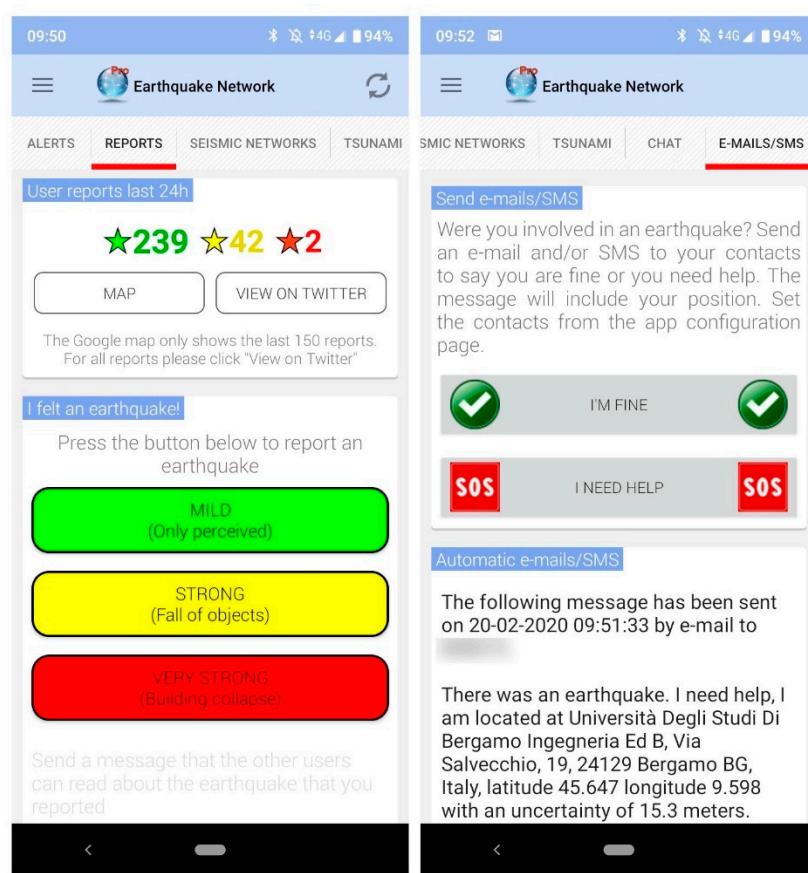 09:50
4G 94%
Pro
Earthquake Network
ALERTS
REPORTS
SEISMIC NETWORKS
TSUNAMI
User reports last 24h
239 42 2
MAP
VIEW ON TWITTER
The Google map only shows the last 150 reports.
For all reports please click "View on Twitter"
I felt an earthquake!
Press the button below to report an
earthquake
MILD
(Only perceived)
STRONG
(Fall of objects)
VERY STRONG
(Building collapse)
Send a message that the other users
can read about the earthquake that you
reported
09:52
4G 94%
Pro
Earthquake Network
SMIC NETWORKS
TSUNAMI
CHAT
E-MAILS/SMS
Send e-mails/SMS
Were you involved in an earthquake? Send
an e-mail and/or SMS to your contacts
to say you are fine or you need help. The
message will include your position. Set
the contacts from the app configuration
page.
I'M FINE
SOS I NEED HELP SOS
Automatic e-mails/SMS
The following message has been sent
on 20-02-2020 09:51:33 by e-mail to
There was an earthquake. I need help, I
am located at Università Degli Studi Di
Bergamo Ingegneria Ed B, Via
Salvecchio, 19, 24129 Bergamo BG,
Italy, latitude 45.647 longitude 9.598
with an uncertainty of 15.3 meters.